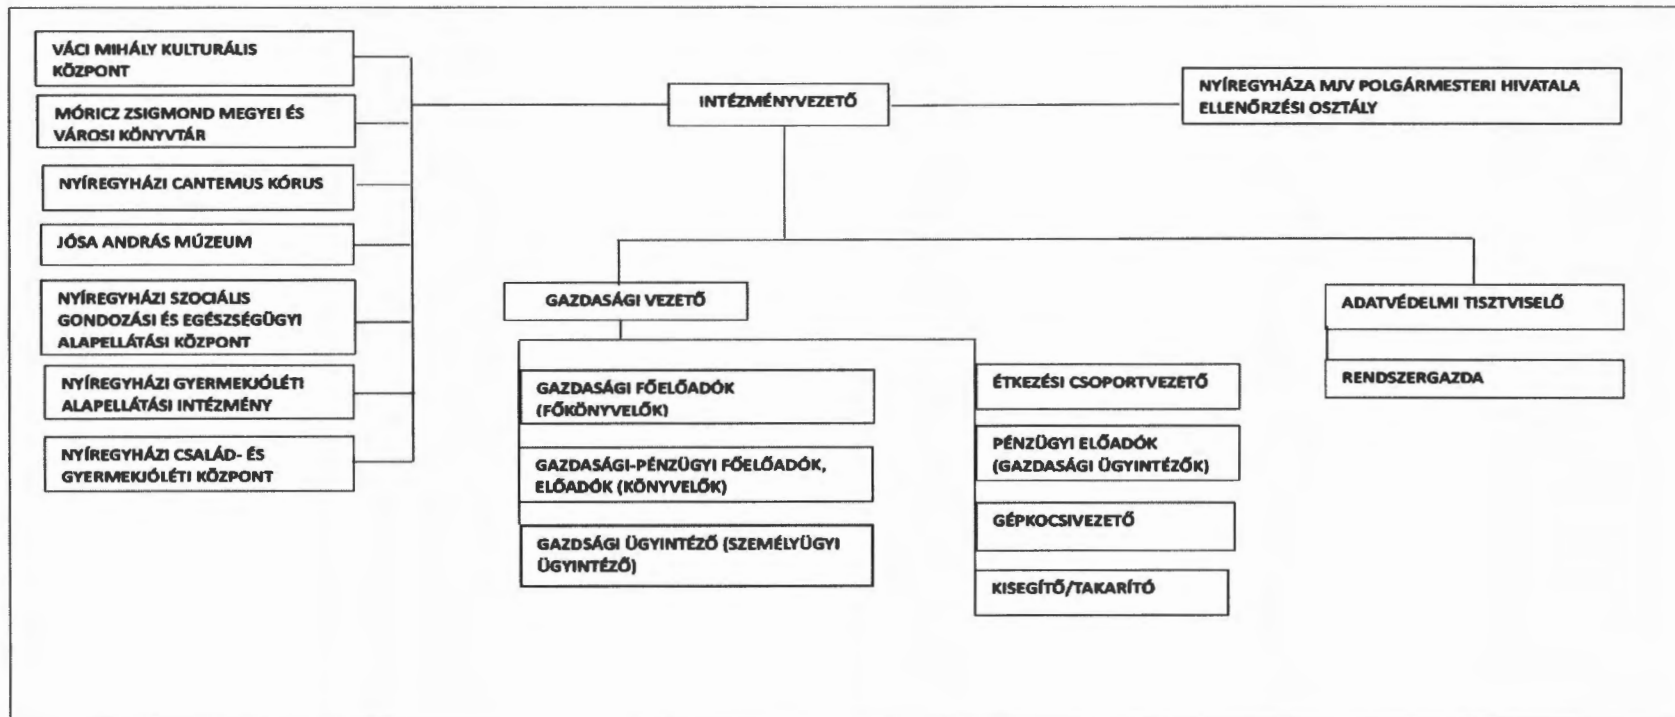 VÁCI MIHÁLY KULTURÁLIS
KÖZPONT
MÓRICZ ZSIGMOND MEGYEI ÉS
VÁROSI KÖNYVTÁR
NYÍREGYHÁZI CANTEMUS KÓRUS
JÓSA ANDRÁS MÚZEUM
NYÍREGYHÁZI SZOCIÁLIS
GONDOZÁSI ÉS EGÉSZSÉGÜGYI
ALAPELLÁTÁSI KÖZPONT
NYÍREGYHÁZI GYERMEKJÓLÉTI
ALAPELLÁTÁSI INTÉZMÉNY
NYÍREGYHÁZI CSALÁD- ÉS
GYERMEKJÓLÉTI KÖZPONT
INTÉZMÉNYVEZETŐ
NYÍREGYHÁZA MJV POLGÁRMESTERI HIVATALA
ELLENŐRZÉSI OSZTÁLY
GAZDASÁGI VEZETŐ
GAZDASÁGI FŐELŐADÓK
(FŐKÖNYVELŐK)
GAZDASÁGI-PÉNZÜGYI FŐELŐADÓK,
ELŐADÓK (KÖNYVELŐK)
GAZDSÁGI ÜGYINTÉZŐ (SZEMÉLYÜGYI
ÜGYINTÉZŐ)
ÉTKEZÉSI CSOPORTVEZETŐ
PÉNZÜGYI ELŐADÓK
(GAZDASÁGI ÜGYINTÉZŐK)
GÉPKOCSIVEZETŐ
KISEGÍTŐ/TAKARÍTÓ
ADATVÉDELMI TISZTVISELŐ
RENDSZERGAZDA